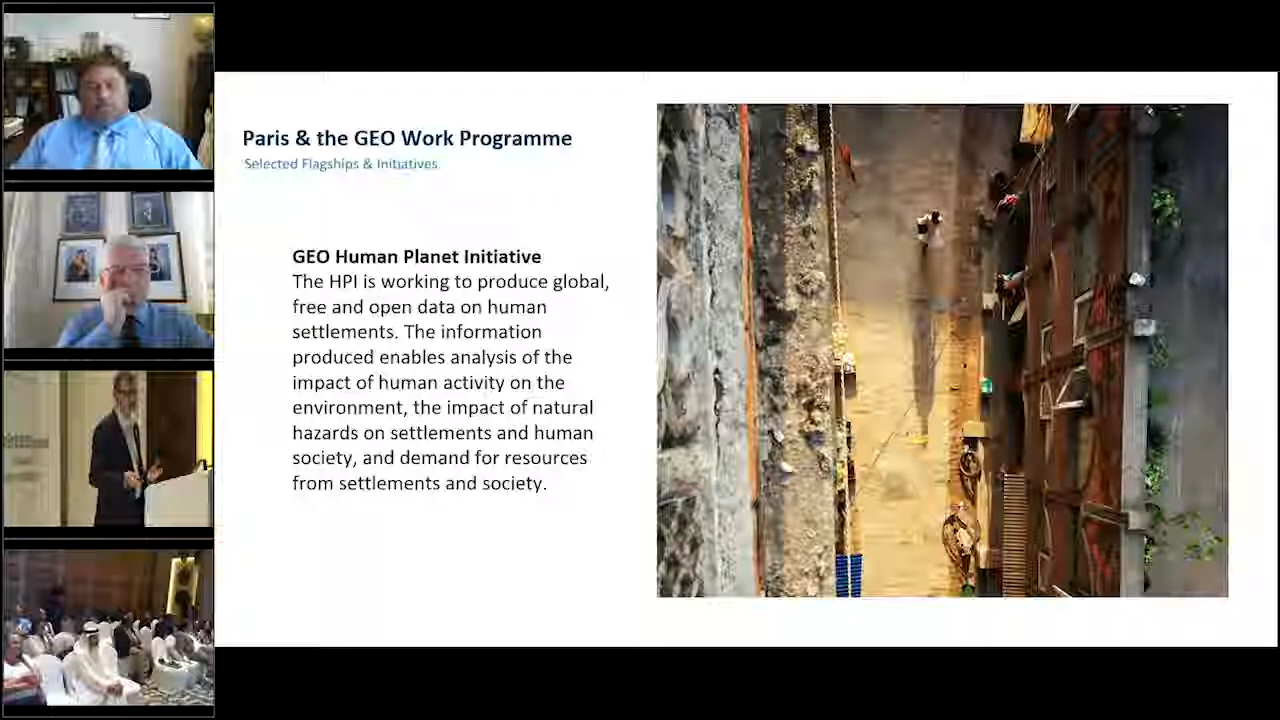 Paris & the GEO Work Programme
Selected Flagships & Initiatives
GEO Human Planet Initiative
The HPI is working to produce global,
free and open data on human
settlements. The information
produced enables analysis of the
impact of human activity on the
environment, the impact of natural
hazards on settlements and human
society, and demand for resources
from settlements and society.